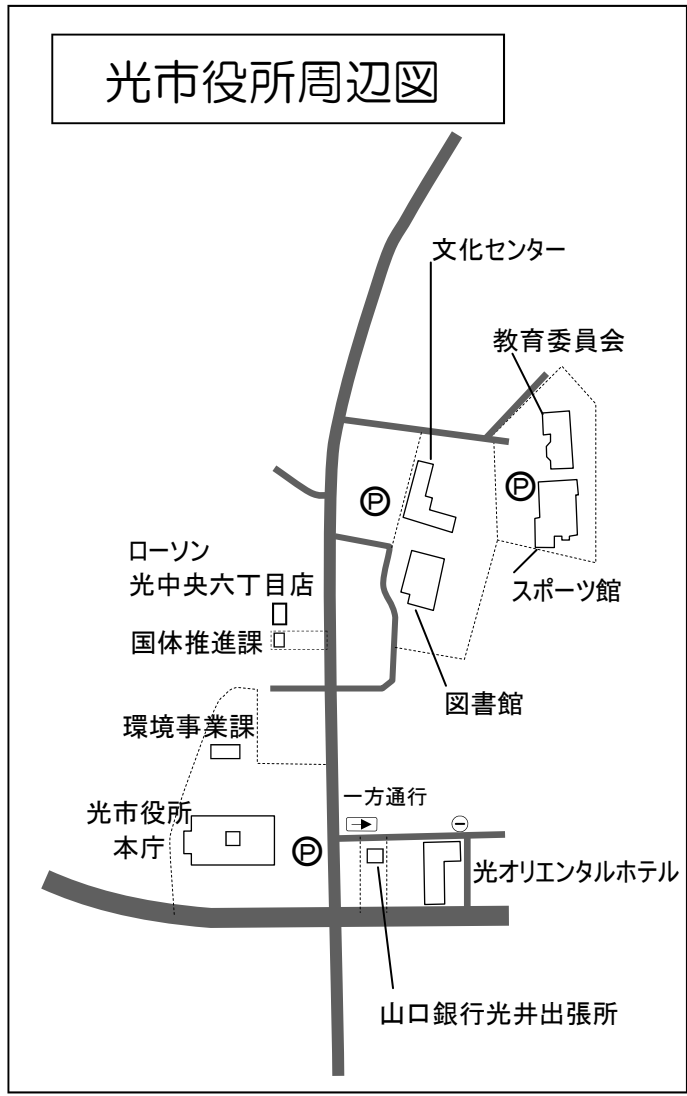 光市役所周辺図
文化センター
教育委員会
Ⓟ
Ⓟ
ローソン
光中央六丁目店
スポーツ館
国体推進課
図書館
環境事業課
一方通行
光市役所
本庁
Ⓟ
光オリエンタルホテル
山口銀行光井出張所